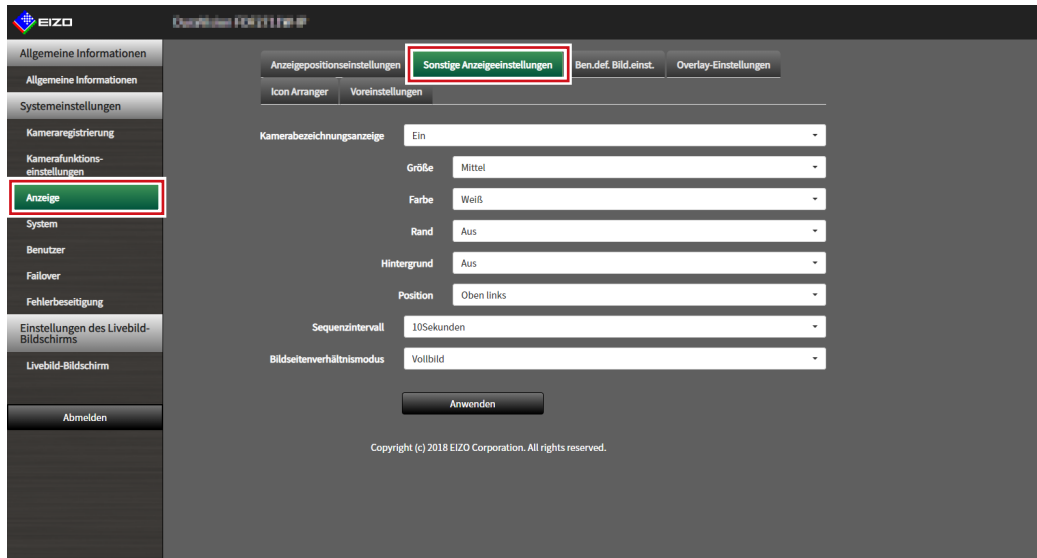 EIZO
Allgemeine Informationen
Allgemeine Informationen
Systemeinstellungen
Kameraregistrierung
Kamerafunktions-
einstellungen
Anzeige
System
Benutzer
Failover
Fehlerbeseitigung
Einstellungen des Livebild-
Bildschirms
Livebild-Bildschirm
Abmelden
Anzeigepositionseinstellungen Sonstige Anzeigeeinstellungen Ben.def. Bild.einst. Overlay-Einstellungen
Icon Arranger Voreinstellungen
Kamerabezeichnungsanzeige Ein
Größe Mittel
Farbe Weiß
Rand Aus
Hintergrund Aus
Position Oben links
Sequenzintervall 10Sekunden
Bildseitenverhältnismodus Vollbild
Anwenden
Copyright (c) 2018 EIZO Corporation. All rights reserved.